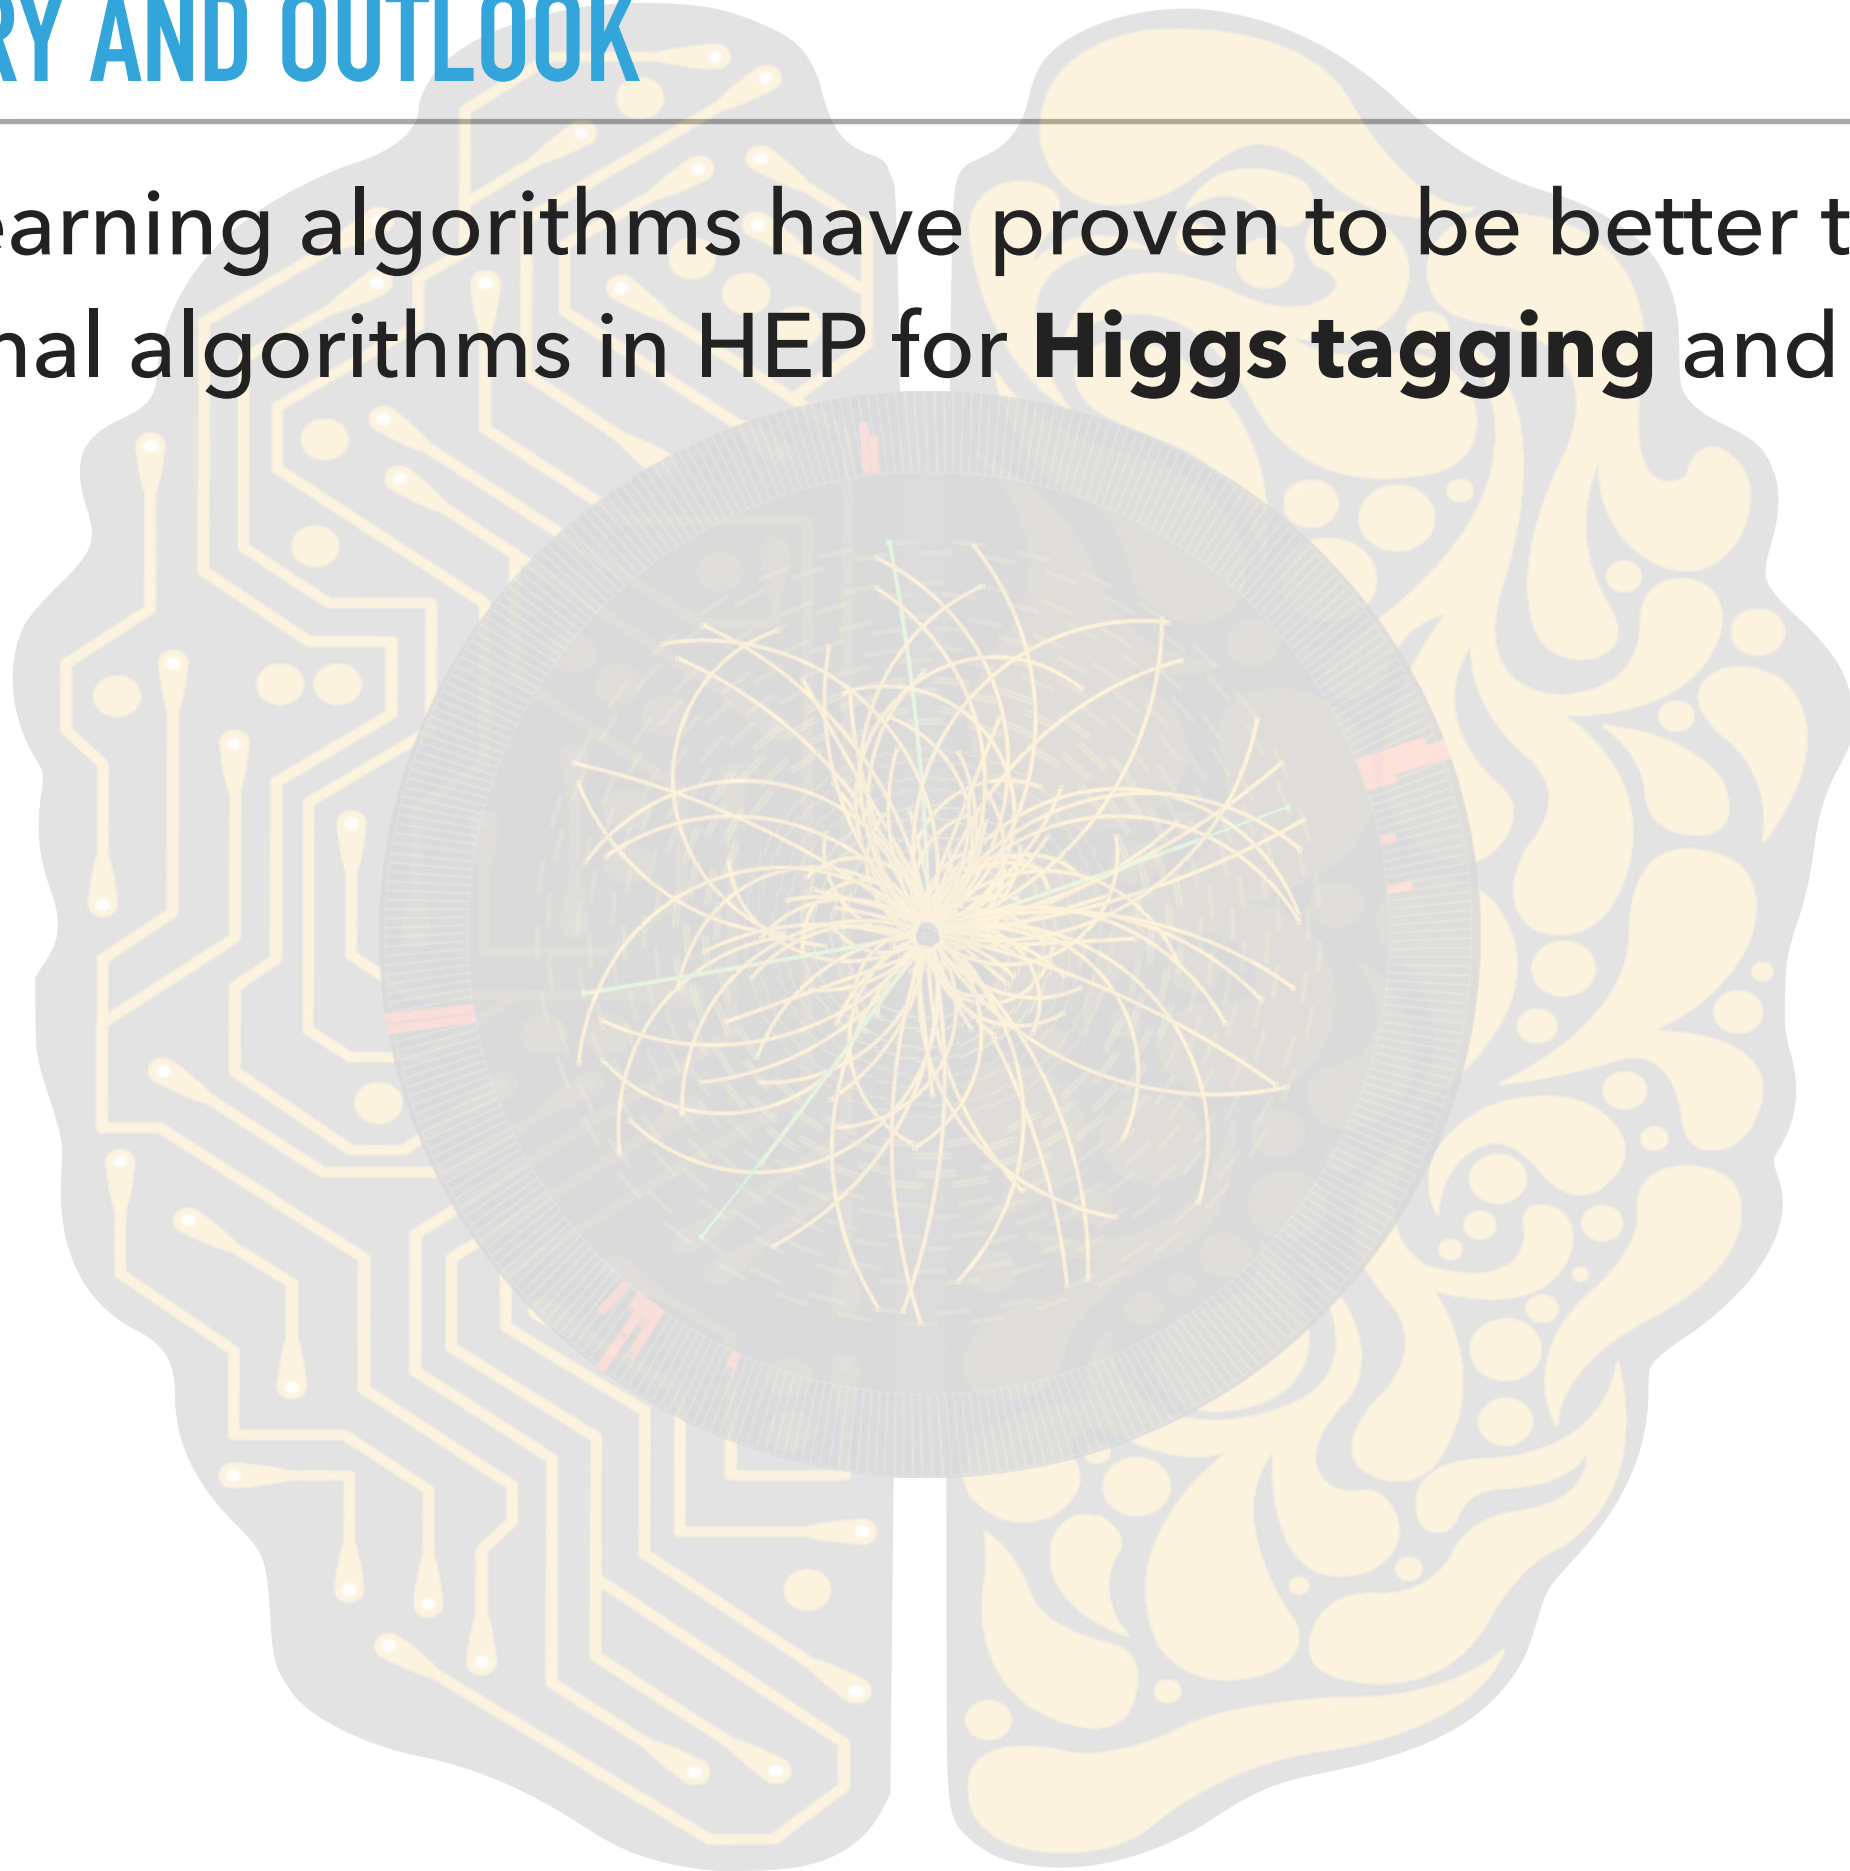 RY AND OUTLOOK
earning algorithms have proven to be better t
nal algorithms in HEP for Higgs tagging and